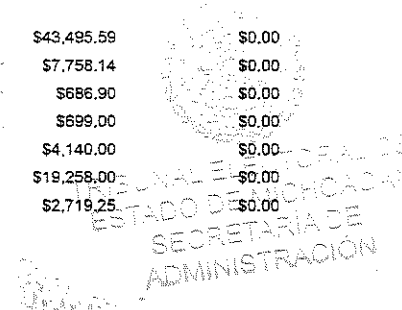 $43,495.59 $0.00
$7,758.14 $0.00
$686.90 $0.00
$699.00 $0.00
$4,140.00 $0.00
$19,258.00 $0.00
$2,719.25 $0.00
TRIBUNAL ELECTORAL DE
ESTADO DE MICHOACAN
SECRETARÍA DE
ADMINISTRACIÓN